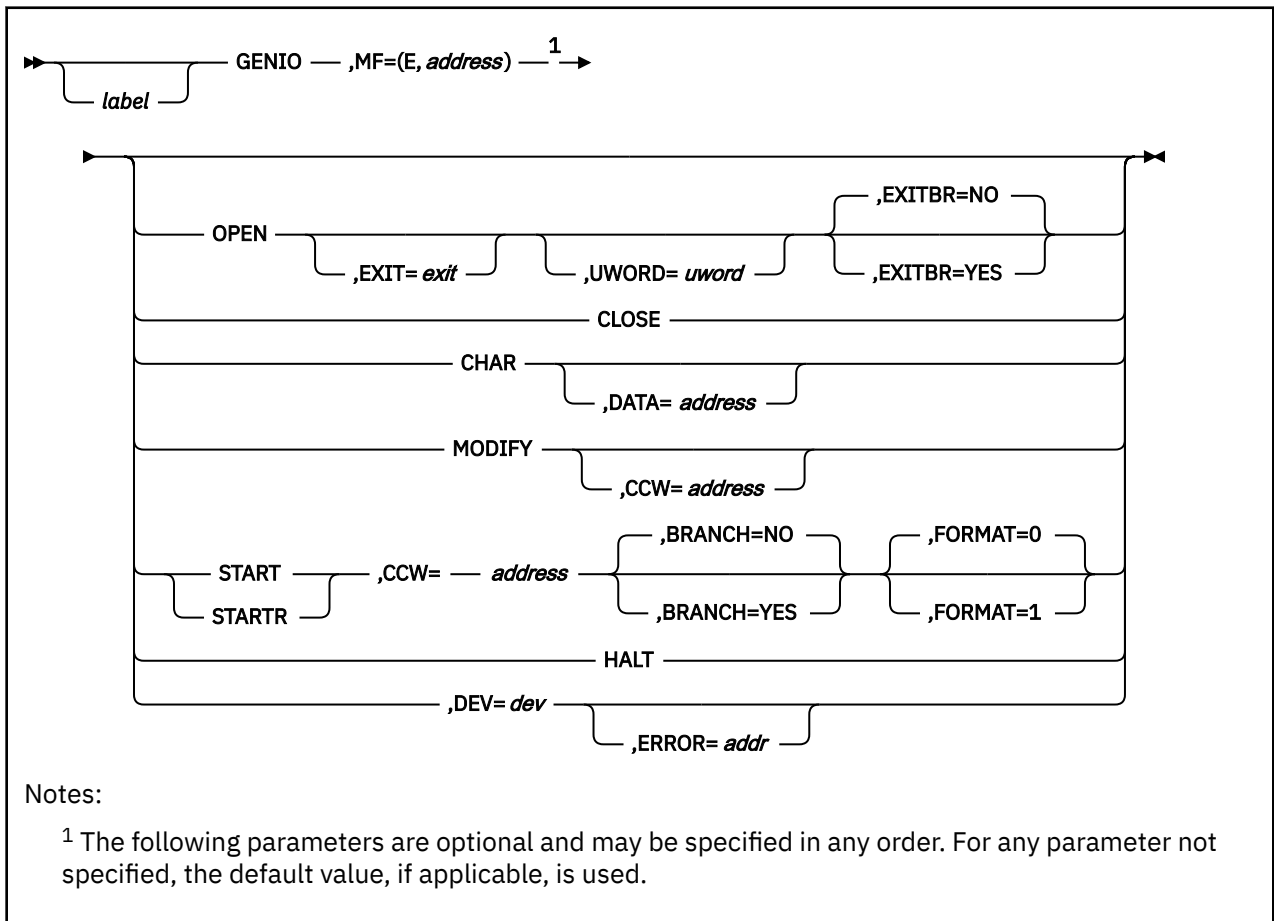 GENIO ,MF=(E, address) 1
label
,EXITBR=NO
OPEN
,EXIT= exit ,UWORD= uword ,EXITBR=YES
CLOSE
CHAR
,DATA= address
MODIFY
,CCW= address
,BRANCH=NO ,FORMAT=0
START ,CCW= address
STARTR ,BRANCH=YES ,FORMAT=1
HALT
,DEV= dev
,ERROR= addr
Notes:
1 The following parameters are optional and may be specified in any order. For any parameter not
specified, the default value, if applicable, is used.